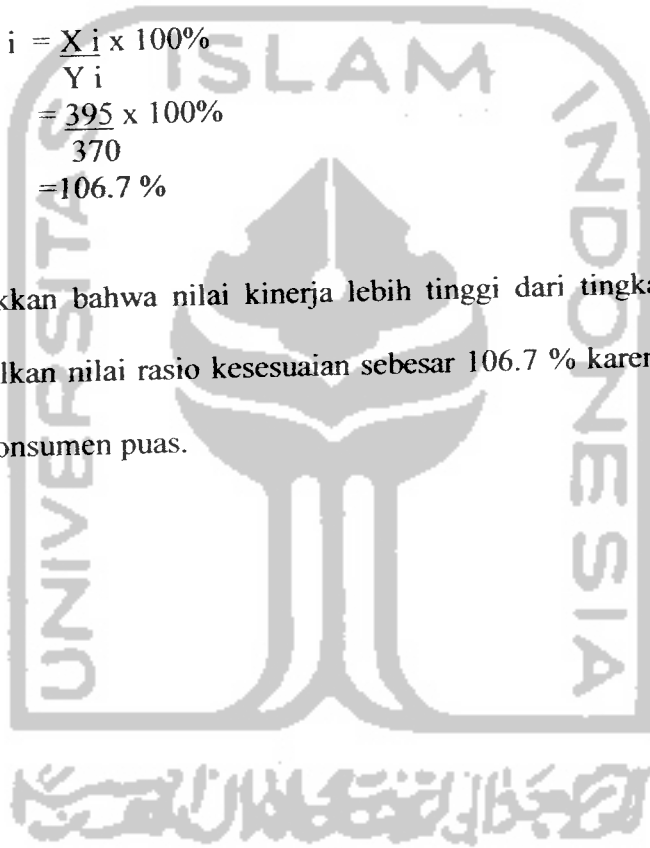 i = X i x 100%
Y i
= 395 x 100%
370
=106.7 %
kkan bahwa nilai kinerja lebih tinggi dari tingka
lkan nilai rasio kesesuaian sebesar 106.7 % karen
onsumen puas.
ISLAM
UNIVERSITAS
INDONESIA